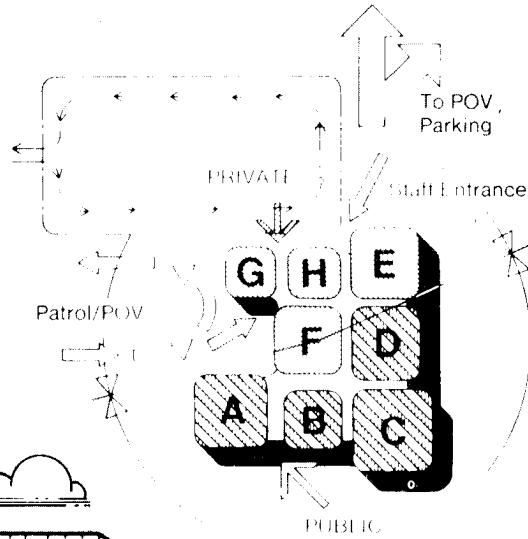 To POV,
Parking
PRIVATE
Staff Entrance
G H E
Patrol/POV
F D
A B C
PUBLIC